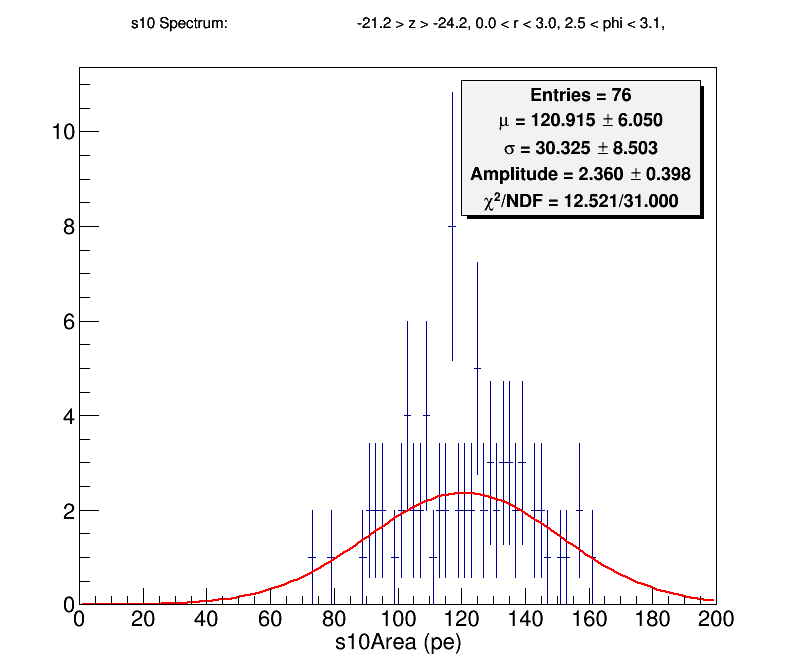 s10 Spectrum: -21.2 > z > -24.2, 0.0 < r < 3.0, 2.5 < phi < 3.1,
Entries = 76
μ = 120.915 ± 6.050
σ = 30.325 ± 8.503
Amplitude = 2.360 ± 0.398
χ²/NDF = 12.521/31.000
10
8
6
4
2
0
0 20 40 60 80 100 120 140 160 180 200
s10Area (pe)